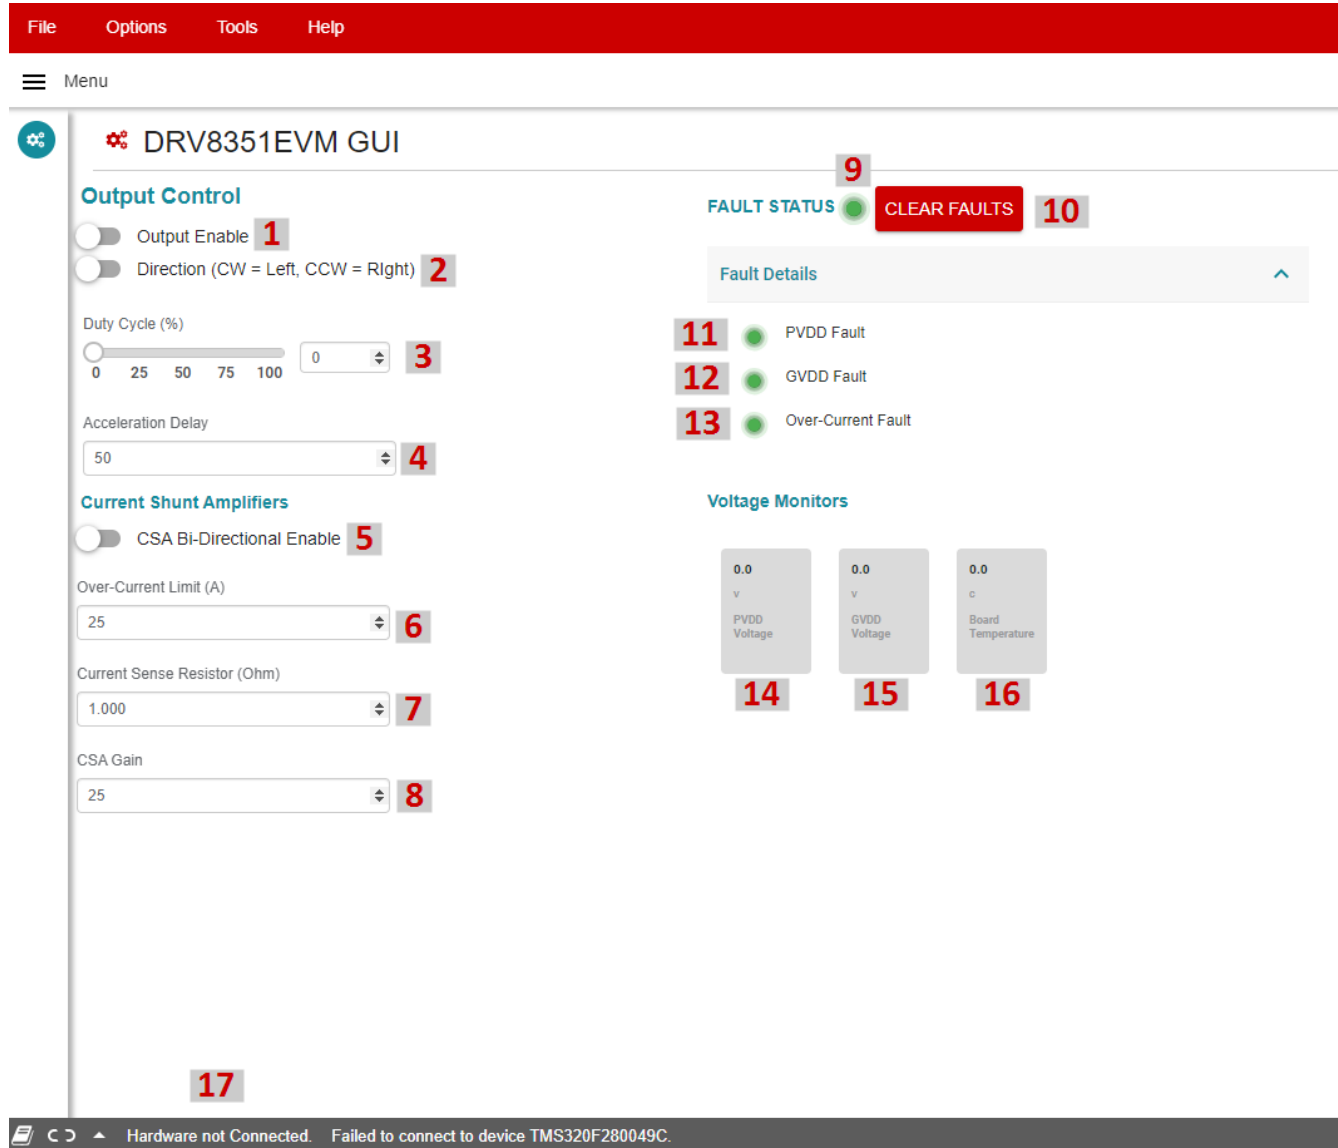 File Options Tools Help
Menu
DRV8351EVM GUI
Output Control
Output Enable 1
Direction (CW = Left, CCW = RIght) 2
Duty Cycle (%)
0 3
0 25 50 75 100
Acceleration Delay
50 4
Current Shunt Amplifiers
CSA Bi-Directional Enable 5
Over-Current Limit (A)
25 6
Current Sense Resistor (Ohm)
1.000 7
CSA Gain
25 8
9
FAULT STATUS CLEAR FAULTS 10
Fault Details
11 PVDD Fault
12 GVDD Fault
13 Over-Current Fault
Voltage Monitors
0.0
V
PVDD
Voltage
14
0.0
V
GVDD
Voltage
15
0.0
C
Board
Temperature
16
17
Hardware not Connected. Failed to connect to device TMS320F280049C.